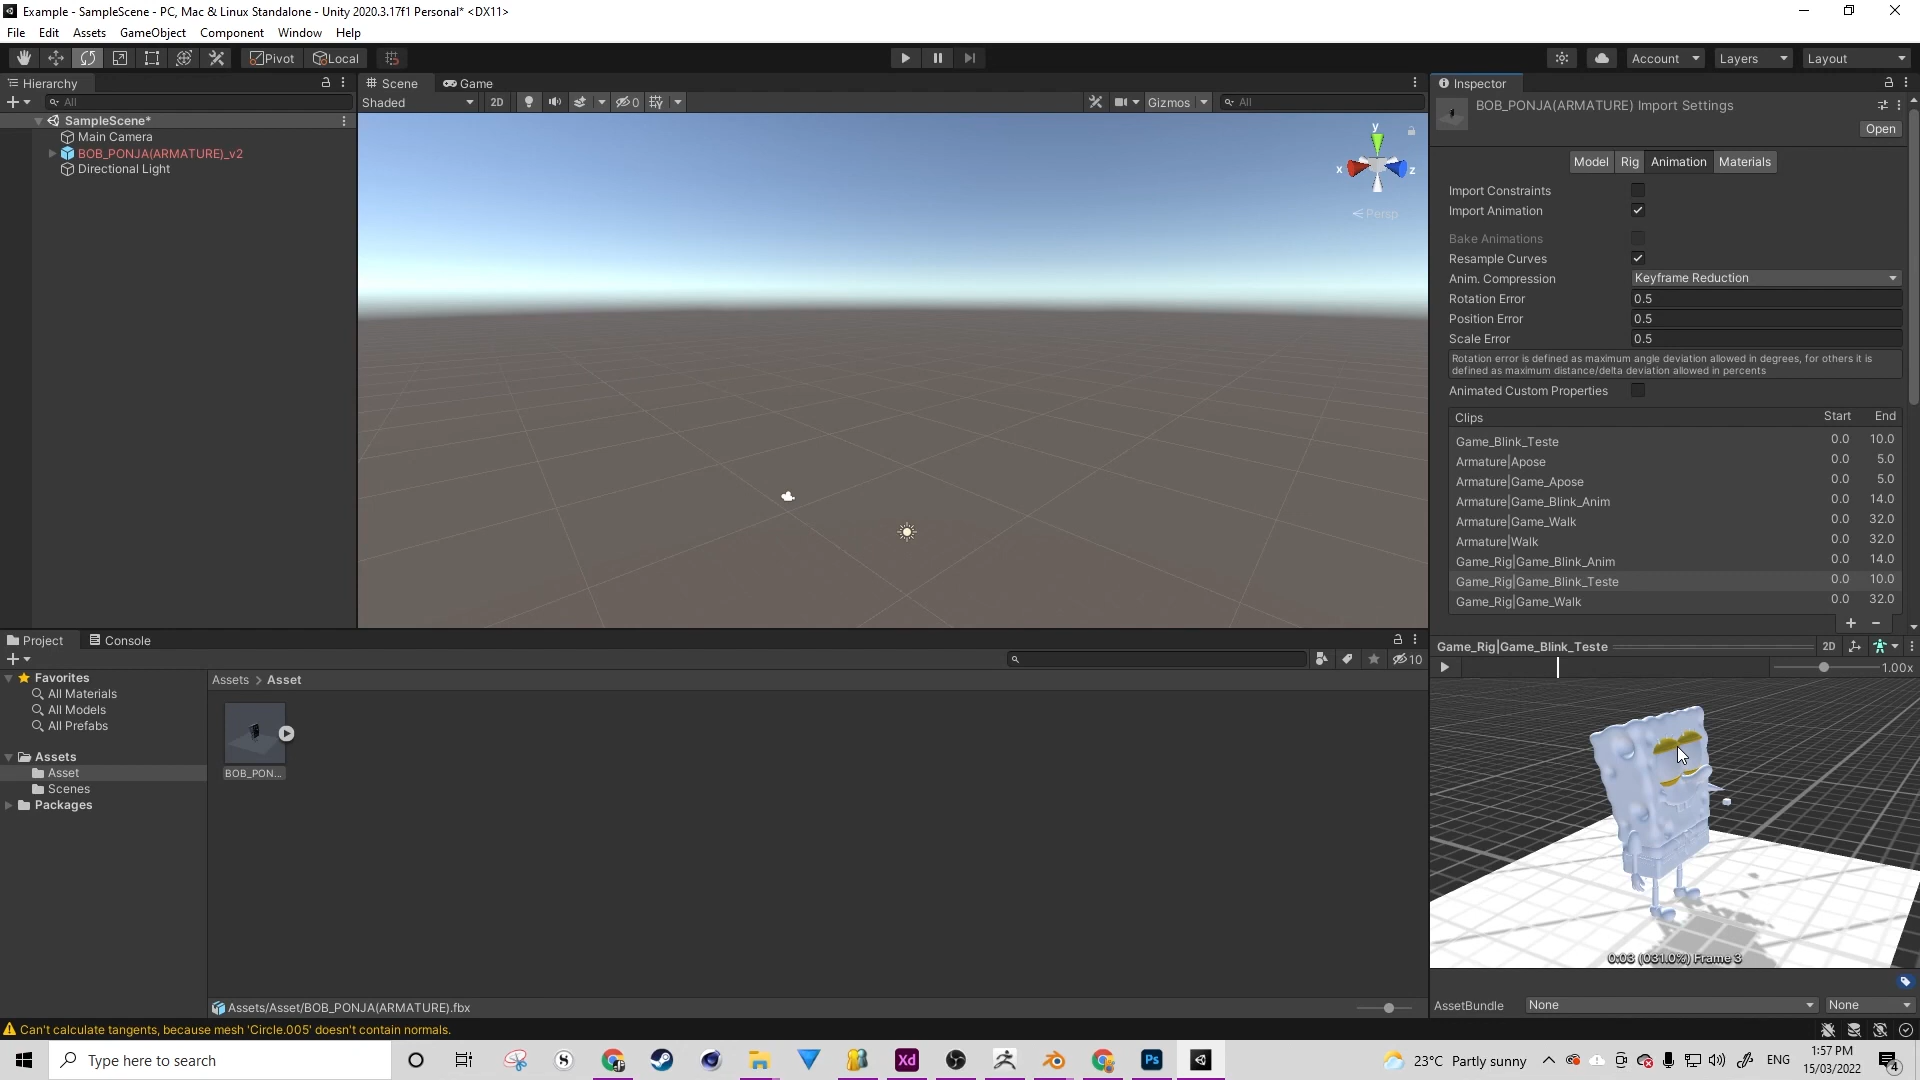 Example - SampleScene - PC, Mac & Linux Standalone - Unity 2020.3.17f1 Personal* <DX11>
File Edit Assets GameObject Component Window Help
Pivot Local Account Layers Layout
Hierarchy
All
SampleScene*
Main Camera
BOB_PONJA(ARMATURE)_v2
Directional Light
Scene Game
Shaded 2D 0 Gizmos All
y
x z
Persp
Inspector
BOB_PONJA(ARMATURE) Import Settings
Open
Model Rig Animation Materials
Import Constraints
Import Animation
Bake Animations
Resample Curves
Anim. Compression Keyframe Reduction
Rotation Error 0.5
Position Error 0.5
Scale Error 0.5
Rotation error is defined as maximum angle deviation allowed in degrees, for others it is
defined as maximum distance/delta deviation allowed in percents
Animated Custom Properties
Clips Start End
Game_Blink_Teste 0.0 10.0
Armature|Apose 0.0 5.0
Armature|Game_Apose 0.0 5.0
Armature|Game_Blink_Anim 0.0 14.0
Armature|Game_Walk 0.0 32.0
Armature|Walk 0.0 32.0
Game_Rig|Game_Blink_Anim 0.0 14.0
Game_Rig|Game_Blink_Teste 0.0 10.0
Game_Rig|Game_Walk 0.0 32.0
Game_Rig|Game_Blink_Teste 2D
1.00x
0:03 (031.0%) Frame 3
AssetBundle None None
Project Console
10
Favorites
All Materials
All Models
All Prefabs
Assets
Asset
Scenes
Packages
Assets > Asset
BOB_PON...
Assets/Asset/BOB_PONJA(ARMATURE).fbx
Can't calculate tangents, because mesh 'Circle.005' doesn't contain normals.
Type here to search
S
Xd
Ps
23°C Partly sunny
ENG
1:57 PM
15/03/2022
4